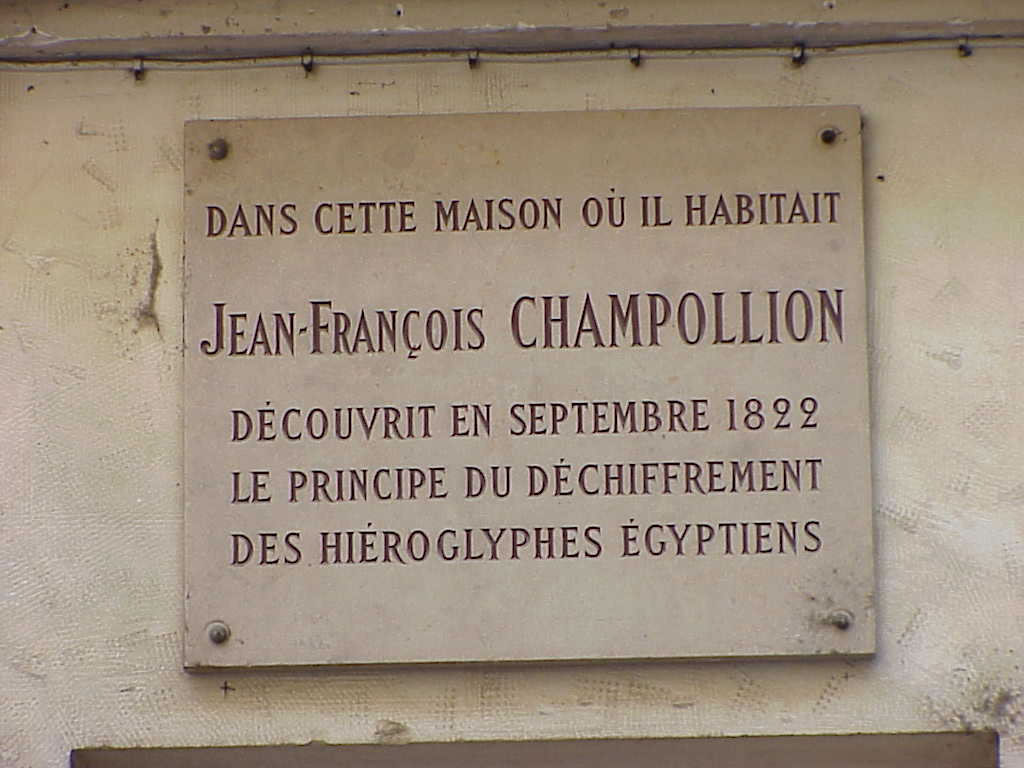 DANS CETTE MAISON OÙ IL HABITAIT
JEAN-FRANÇOIS CHAMPOLLION
DÉCOUVRIT EN SEPTEMBRE 1822
LE PRINCIPE DU DÉCHIFFREMENT
DES HIÉROGLYPHES ÉGYPTIENS